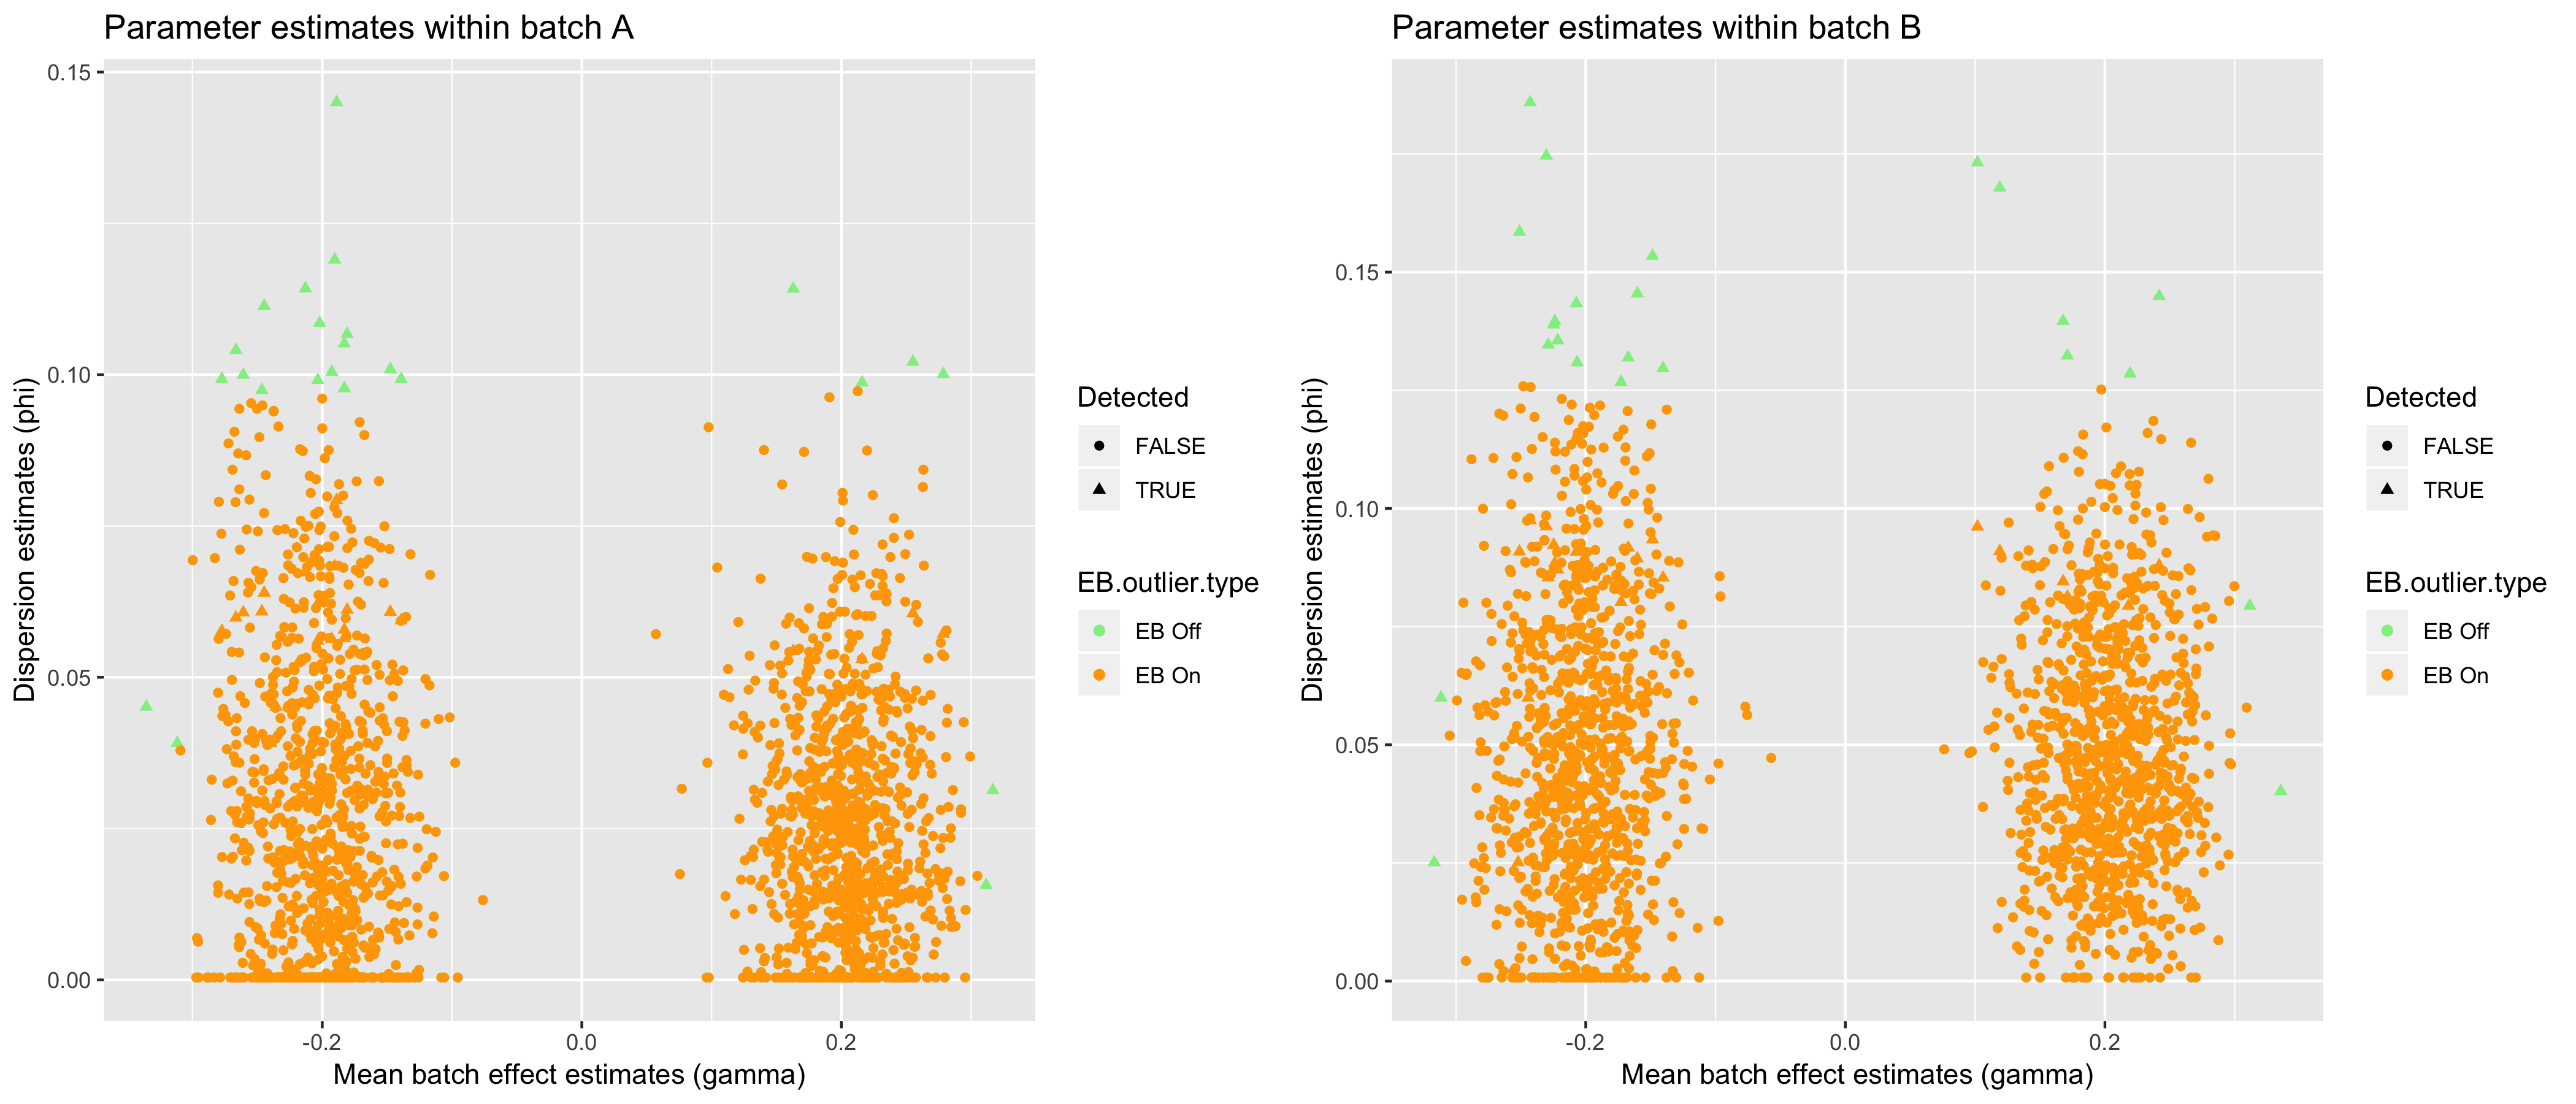 Parameter estimates within batch A
Dispersion estimates (phi)
0.15
0.10
0.05
0.00
-0.2
0.0
0.2
Mean batch effect estimates (gamma)
Detected
FALSE
TRUE
EB.outlier.type
EB Off
EB On
Parameter estimates within batch B
Dispersion estimates (phi)
0.15
0.10
0.05
0.00
-0.2
0.0
0.2
Mean batch effect estimates (gamma)
Detected
FALSE
TRUE
EB.outlier.type
EB Off
EB On